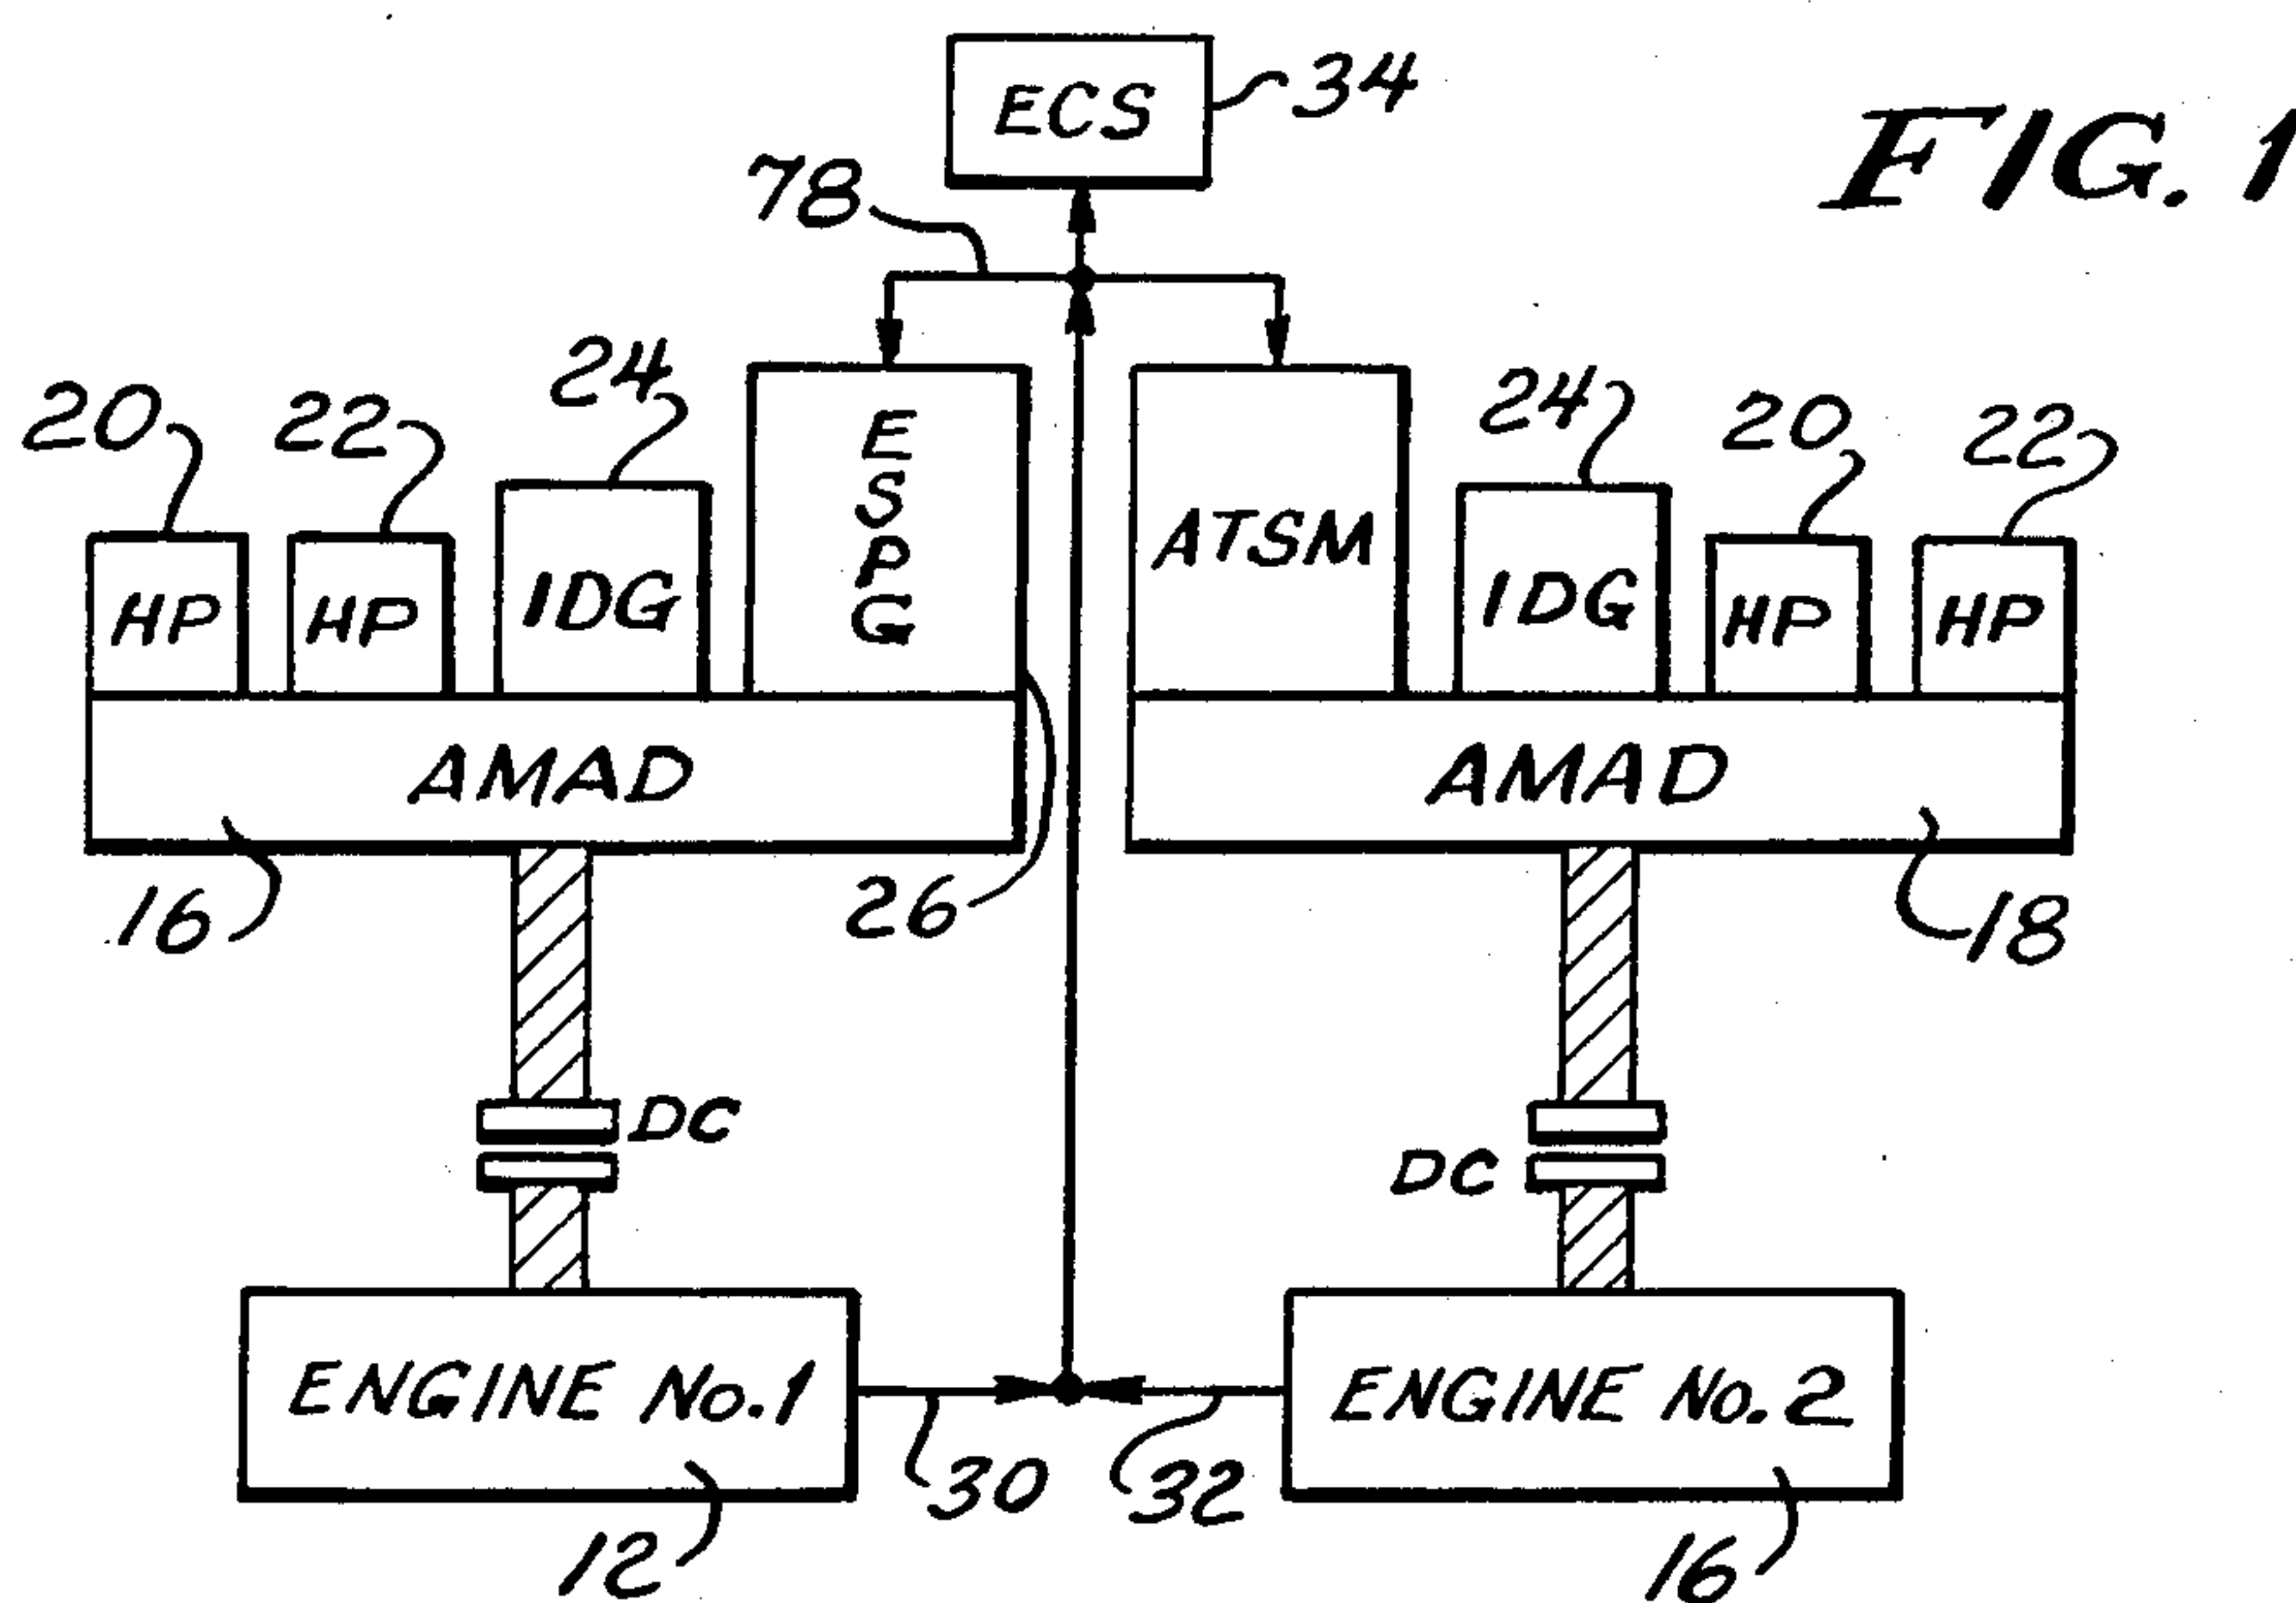 FIG. 1
ECS
34
78
20
22
24
24
20
22
HP
HP
IDG
E
S
P
G
ATSM
IDG
HP
HP
AMAD
AMAD
16
26
18
DC
DC
ENGINE No. 1
ENGINE No. 2
30
32
12
16